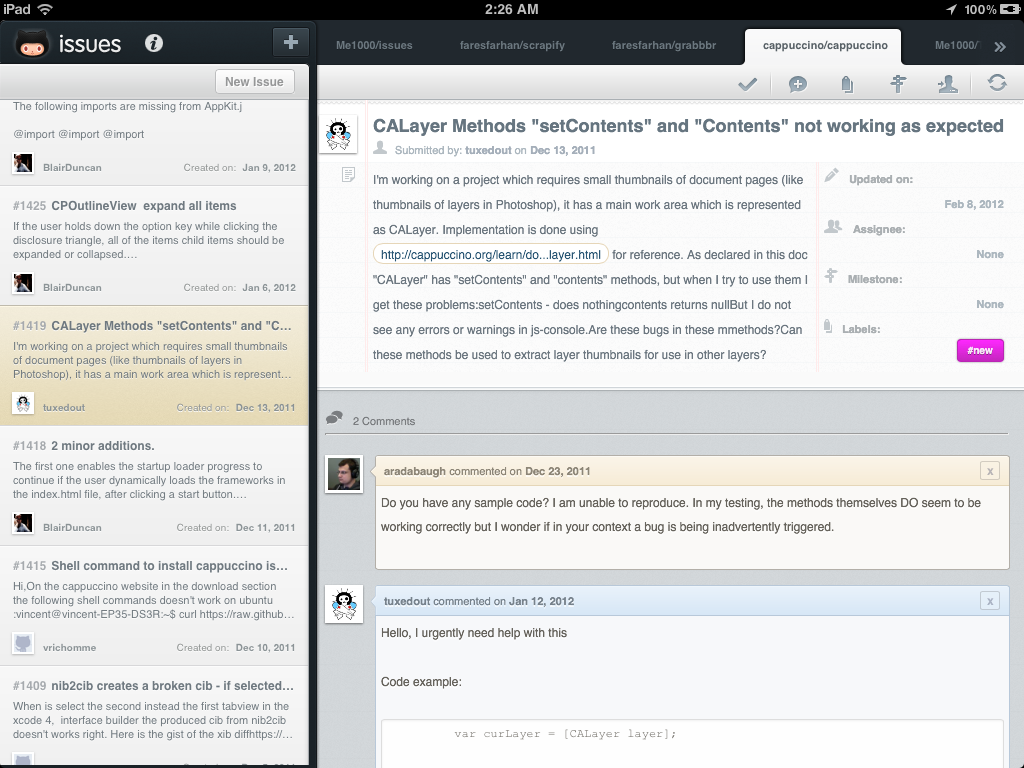 iPad
2:26 AM
100%
issues
Me1000/issues
faresfarhan/scrapify
faresfarhan/grabbbr
cappuccino/cappuccino
Me1000/
»
New Issue
The following imports are missing from AppKit.j
@import @import @import
BlairDuncan
Created on: Jan 9, 2012
#1425 CPOutlineView expand all items
If the user holds down the option key while clicking the
disclosure triangle, all of the items child items should be
expanded or collapsed....
BlairDuncan
Created on: Jan 6, 2012
#1419 CALayer Methods "setContents" and "C...
I'm working on a project which requires small thumbnails
of document pages (like thumbnails of layers in
Photoshop), it has a main work area which is represent...
tuxedout
Created on: Dec 13, 2011
#1418 2 minor additions.
The first one enables the startup loader progress to
continue if the user dynamically loads the frameworks in
the index.html file, after clicking a start button....
BlairDuncan
Created on: Dec 11, 2011
#1415 Shell command to install cappuccino is...
Hi,On the cappuccino website in the download section
the following shell commands doesn't work on ubuntu
:vincent@vincent-EP35-DS3R:~$ curl https://raw.github...
vrichomme
Created on: Dec 10, 2011
#1409 nib2cib creates a broken cib - if selected...
When is select the second instead the first tabview in the
xcode 4, interface builder the produced cib from nib2cib
doesn't works right. Here is the gist of the xib diffhttps://...
CALayer Methods "setContents" and "Contents" not working as expected
Submitted by: tuxedout on Dec 13, 2011
I'm working on a project which requires small thumbnails of document pages (like
thumbnails of layers in Photoshop), it has a main work area which is represented
as CALayer. Implementation is done using
http://cappuccino.org/learn/do...layer.html for reference. As declared in this doc
"CALayer" has "setContents" and "contents" methods, but when I try to use them I
get these problems:setContents - does nothingcontents returns nullBut I do not
see any errors or warnings in js-console.Are these bugs in these mmethods?Can
these methods be used to extract layer thumbnails for use in other layers?
Updated on:
Feb 8, 2012
Assignee:
None
Milestone:
None
Labels:
#new
2 Comments
aradabaugh commented on Dec 23, 2011
x
Do you have any sample code? I am unable to reproduce. In my testing, the methods themselves DO seem to
be working correctly but I wonder if in your context a bug is being inadvertently triggered.
tuxedout commented on Jan 12, 2012
x
Hello, I urgently need help with this
Code example:
var curLayer = [CALayer layer];